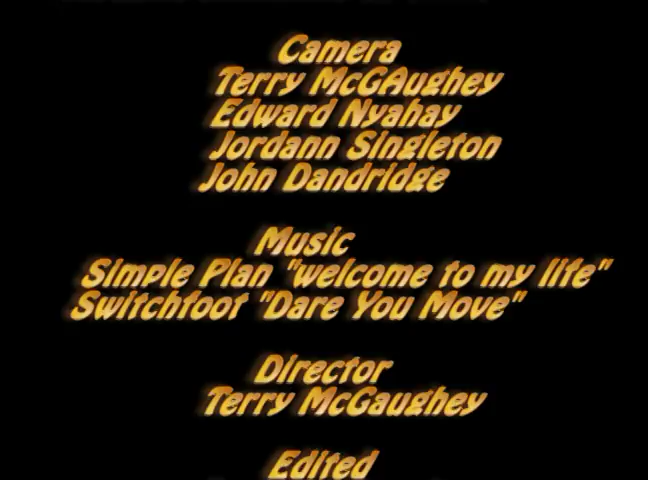 Camera
Terry McGAughey
Edward Nyahay
Jordann Singleton
John Dandridge
Music
Simple Plan "welcome to my life"
Switchfoot "Dare You Move"
Director
Terry McGaughey
Edited